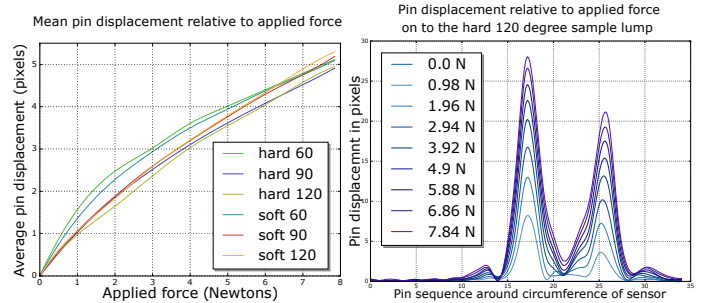 Mean pin displacement relative to applied force
Average pin displacement (pixels)
5
4
3
2
1
0
0 1 2 3 4 5 6 7 8
Applied force (Newtons)
hard 60
hard 90
hard 120
soft 60
soft 90
soft 120
Pin displacement relative to applied force
on to the hard 120 degree sample lump
Pin displacemnt in pixels
30
25
20
15
10
5
0
0 5 10 15 20 25 30 35
Pin sequence around circumference of sensor
0.0 N
0.98 N
1.96 N
2.94 N
3.92 N
4.9 N
5.88 N
6.86 N
7.84 N